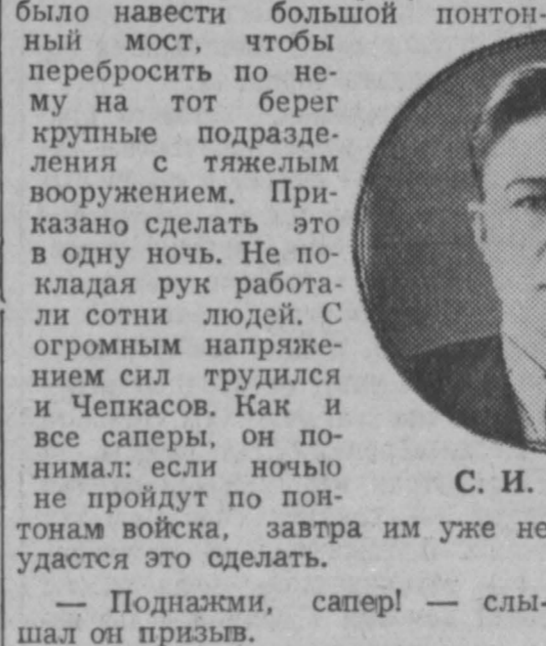 было навести большой понтон-
ный мост, чтобы
перебросить по не-
му на тот берег
крупные подразде-
ления с тяжелым
вооружением. При-
казано сделать это
в одну ночь. Не по-
кладая рук работа-
ли сотни людей. С
огромным напряже-
нием сил трудился
и Чепкасов. Как и
все саперы, он по-
нимал: если ночью
не пройдут по пон-
тонам войска, завтра им уже не
удастся это сделать.
— Поднажми, сапер! — слы-
шал он призыв.
С. И.